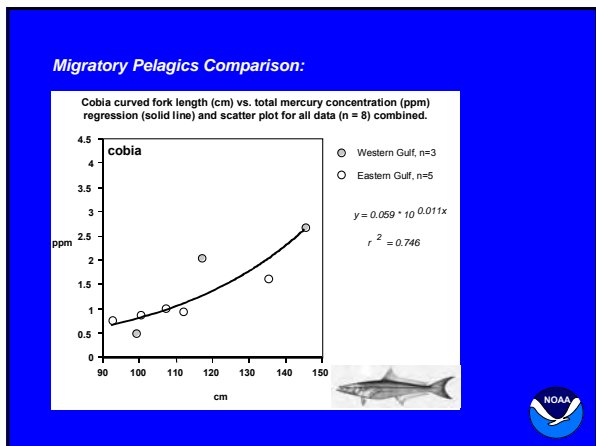 Migratory Pelagics Comparison:
Cobia curved fork length (cm) vs. total mercury concentration (ppm)
regression (solid line) and scatter plot for all data (n = 8) combined.
cobia
4.5
4
3.5
3
2.5
2
1.5
1
0.5
0
ppm
90 100 110 120 130 140 150
cm
Western Gulf, n=3
Eastern Gulf, n=5
y = 0.059 * 10 0.011x
r 2 = 0.746
NOAA